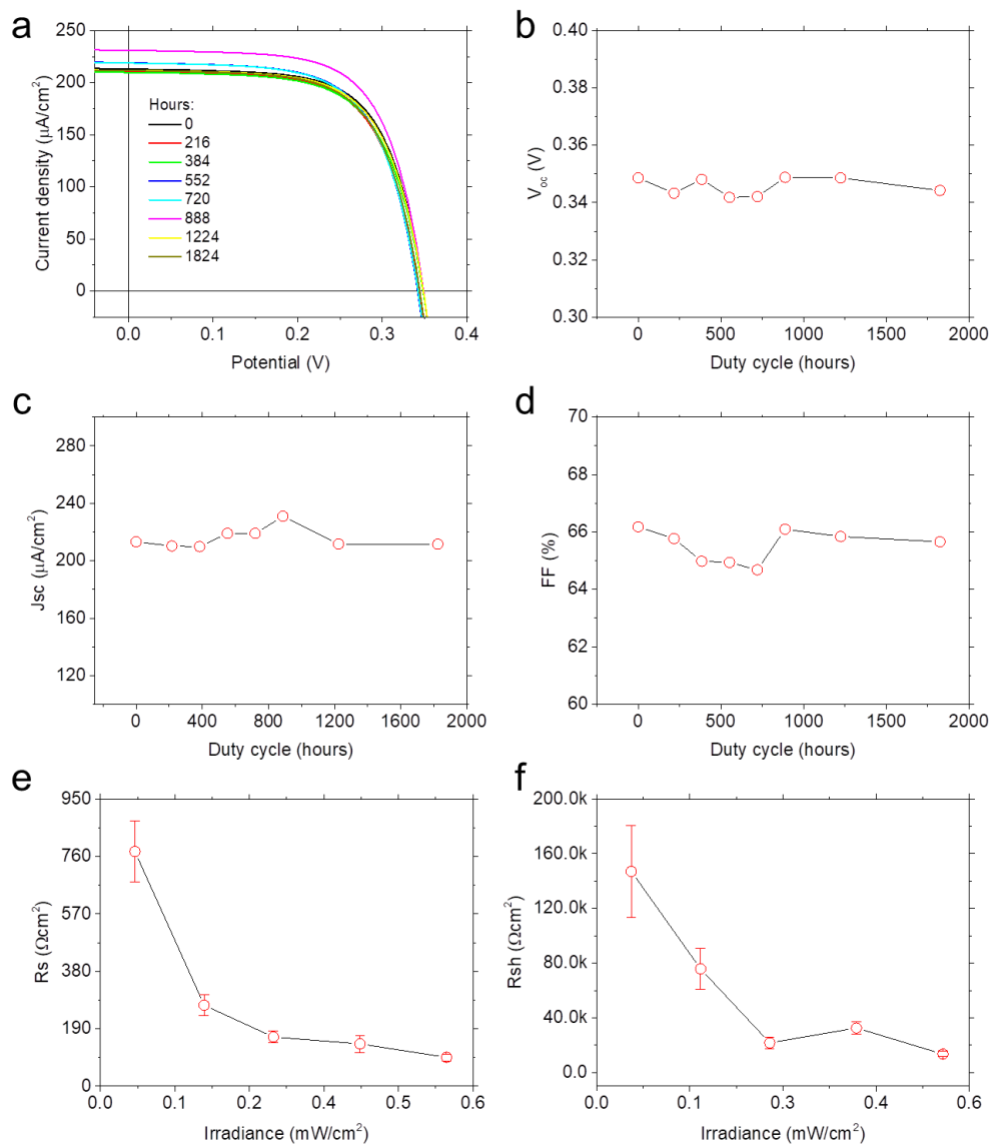 a
250
200
150
100
50
0
Current density (μA/cm²)
Hours:
0
216
384
552
720
888
1224
1824
0.0 0.1 0.2 0.3 0.4
Potential (V)
b
0.40
0.38
0.36
0.34
0.32
0.30
Voc (V)
0 500 1000 1500 2000
Duty cycle (hours)
c
280
240
200
160
120
Jsc (μA/cm²)
0 400 800 1200 1600 2000
Duty cycle (hours)
d
70
68
66
64
62
60
FF (%)
0 500 1000 1500 2000
Duty cycle (hours)
e
950
760
570
380
190
0
Rs (Ωcm²)
0.0 0.1 0.2 0.3 0.5 0.6
Irradiance (mW/cm²)
f
200.0k
160.0k
120.0k
80.0k
40.0k
0.0
Rsh (Ωcm²)
0.0 0.1 0.3 0.4 0.6
Irradiance (mW/cm²)